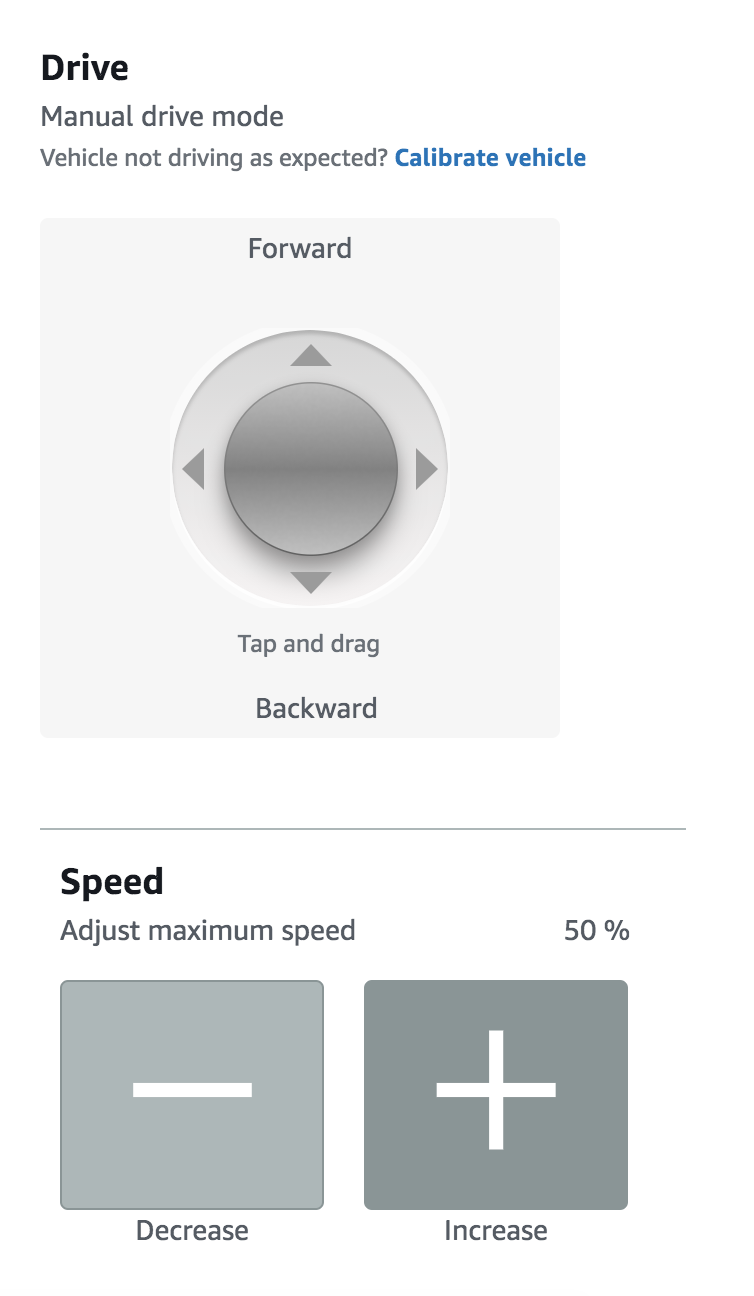 Drive
Manual drive mode
Vehicle not driving as expected? Calibrate vehicle
Forward
Tap and drag
Backward
Speed
Adjust maximum speed 50 %
Decrease Increase